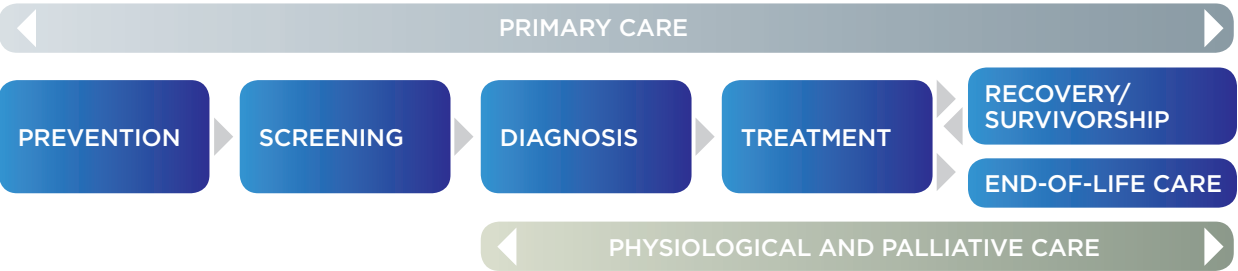 PRIMARY CARE
PREVENTION
SCREENING
DIAGNOSIS
TREATMENT
RECOVERY/
SURVIVORSHIP
END-OF-LIFE CARE
PHYSIOLOGICAL AND PALLIATIVE CARE